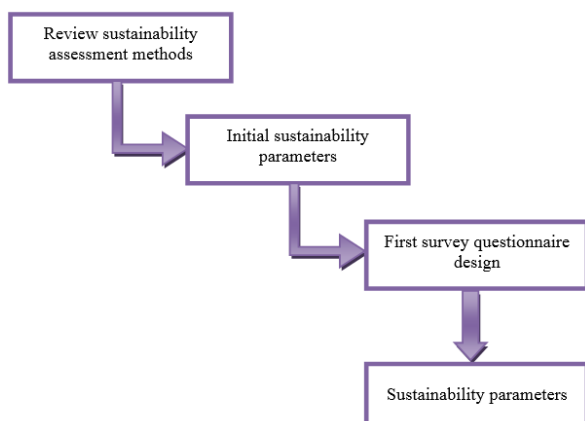 Review sustainability
assessment methods
Initial sustainability
parameters
First survey questionnaire
design
Sustainability parameters